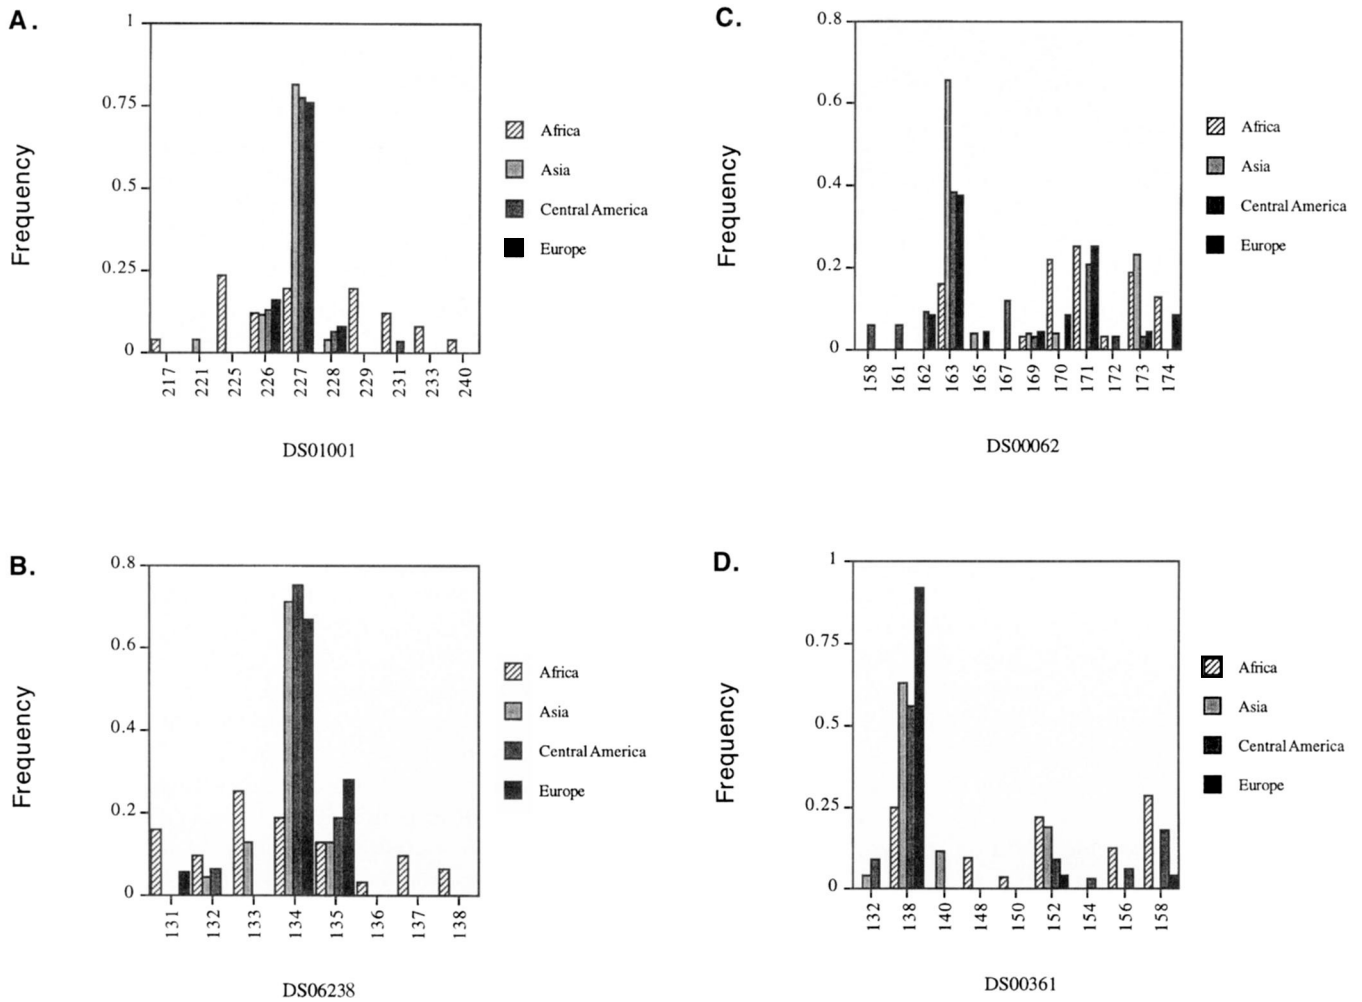 A.
Frequency
1
0.75
0.5
0.25
0
217 221 225 226 227 228 229 231 233 240
DS01001
Africa
Asia
Central America
Europe
C.
Frequency
0.8
0.6
0.4
0.2
0
158 161 162 163 165 167 169 170 171 172 173 174
DS00062
Africa
Asia
Central America
Europe
B.
Frequency
0.8
0.6
0.4
0.2
0
131 132 133 134 135 136 137 138
DS06238
Africa
Asia
Central America
Europe
D.
Frequency
1
0.75
0.5
0.25
0
132 138 140 148 150 152 154 156 158
DS00361
Africa
Asia
Central America
Europe